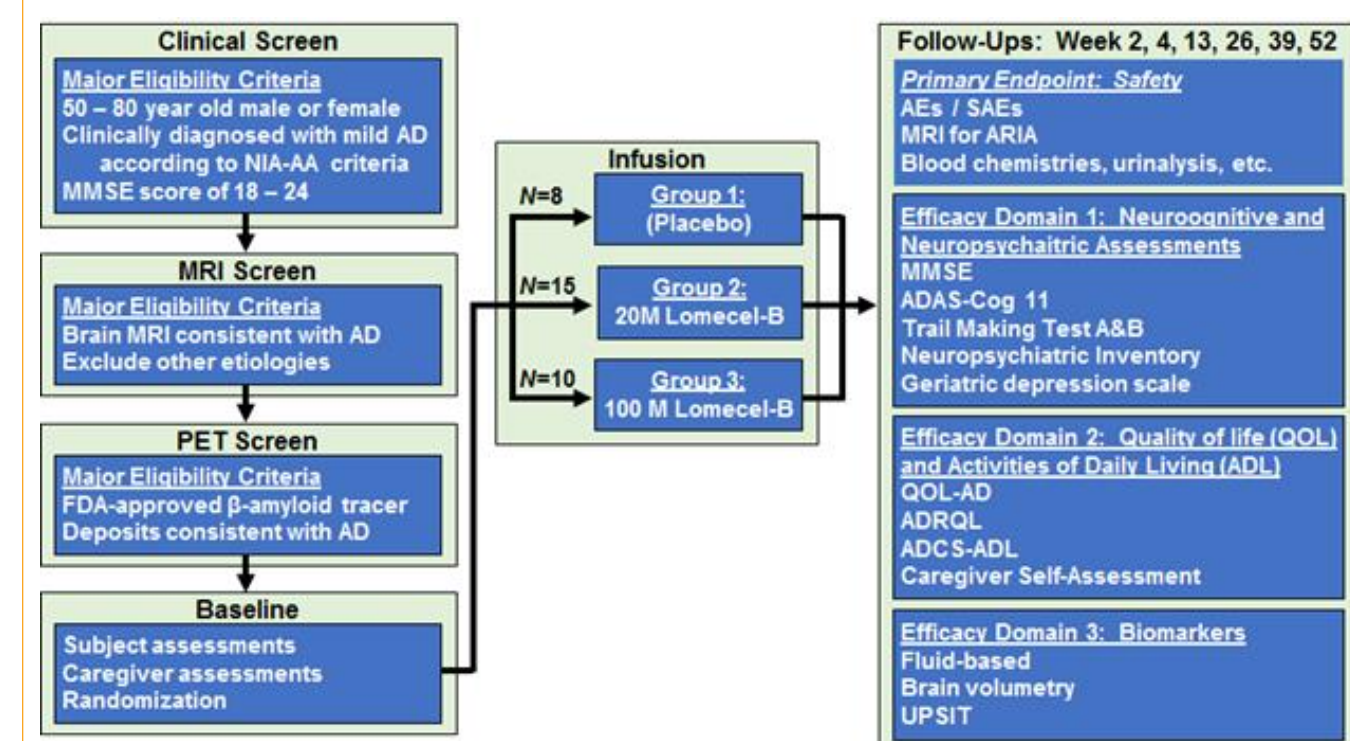 Clinical Screen
Major Eligibility Criteria
50 – 80 year old male or female
Clinically diagnosed with mild AD
according to NIA-AA criteria
MMSE score of 18 – 24
MRI Screen
Major Eligibility Criteria
Brain MRI consistent with AD
Exclude other etiologies
PET Screen
Major Eligibility Criteria
FDA-approved β-amyloid tracer
Deposits consistent with AD
Baseline
Subject assessments
Caregiver assessments
Randomization
Infusion
N=8
Group 1:
(Placebo)
N=15
Group 2:
20M Lomecel-B
N=10
Group 3:
100 M Lomecel-B
Follow-Ups: Week 2, 4, 13, 26, 39, 52
Primary Endpoint: Safety
AEs / SAEs
MRI for ARIA
Blood chemistries, urinalysis, etc.
Efficacy Domain 1: Neuroognitive and
Neuropsychaitric Assessments
MMSE
ADAS-Cog 11
Trail Making Test A&B
Neuropsychiatric Inventory
Geriatric depression scale
Efficacy Domain 2: Quality of life (QOL)
and Activities of Daily Living (ADL)
QOL-AD
ADRQL
ADCS-ADL
Caregiver Self-Assessment
Efficacy Domain 3: Biomarkers
Fluid-based
Brain volumetry
UPSIT